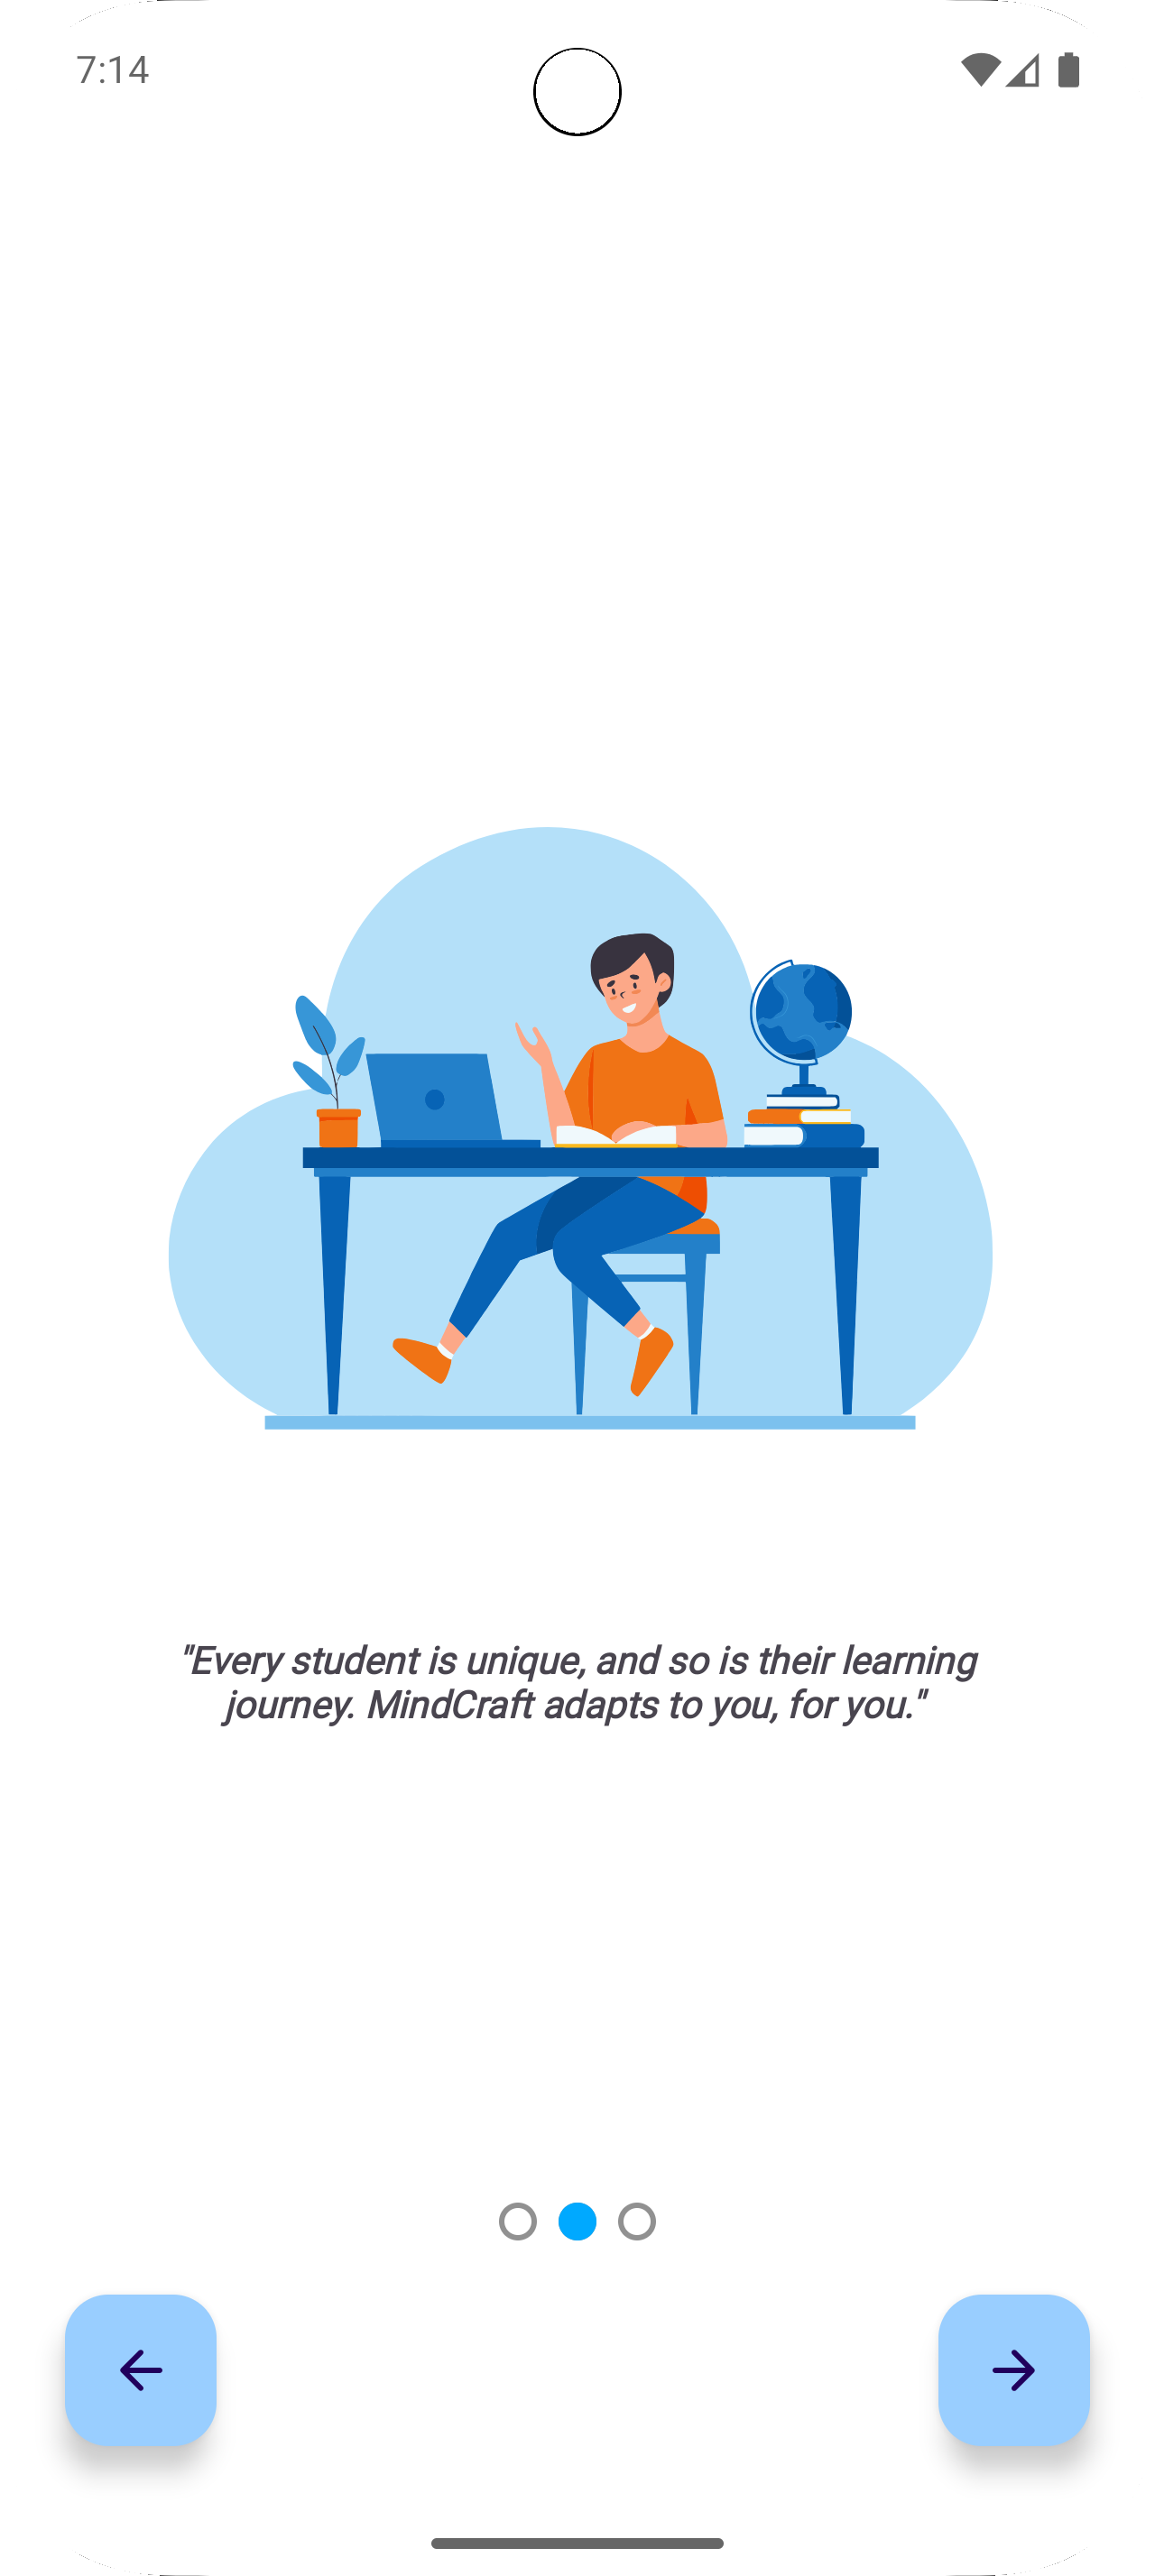 7:14
"Every student is unique, and so is their learning
journey. MindCraft adapts to you, for you."